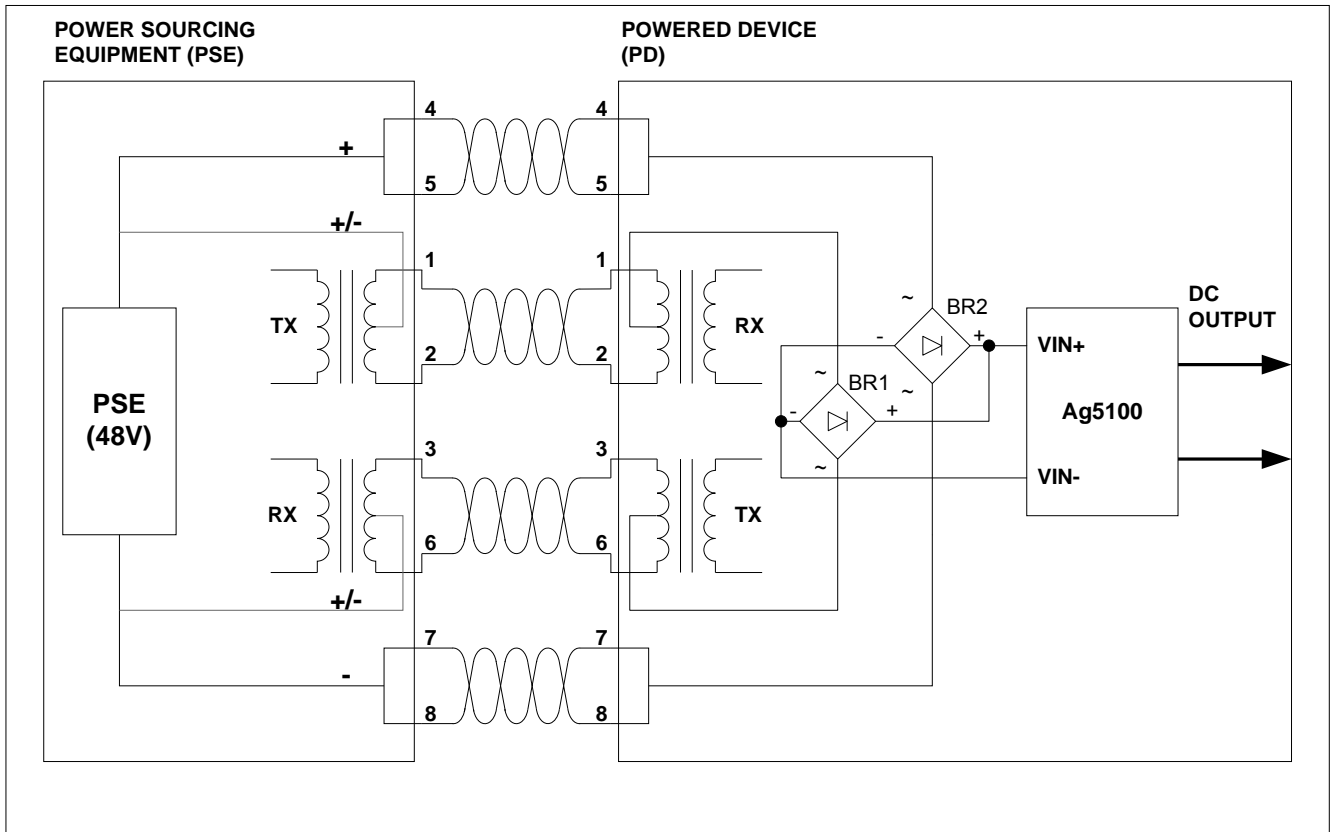 POWER SOURCING
EQUIPMENT (PSE)
POWERED DEVICE
(PD)
4
4
+
5
5
+/-
1
1
TX
RX
2
2
PSE
(48V)
3
3
RX
TX
6
6
+/-
7
7
-
8
8
~
BR2
-
+
~
~
BR1
-
+
~
VIN+
Ag5100
VIN-
DC
OUTPUT